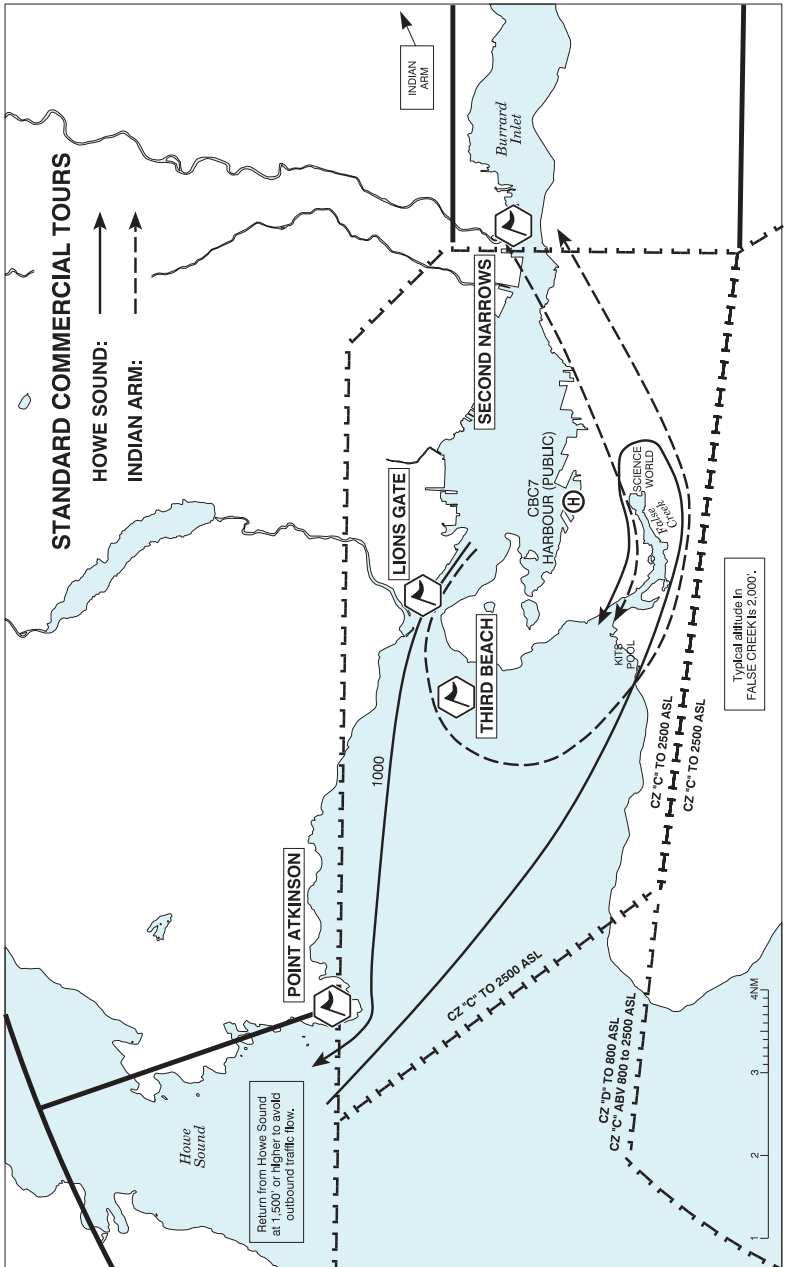 STANDARD COMMERCIAL TOURS
HOWE SOUND:
INDIAN ARM:
INDIAN
ARM
Burrard
Inlet
SECOND NARROWS
LIONS GATE
CBC7
HARBOUR (PUBLIC)
H
SCIENCE
WORLD
False
Creek
THIRD BEACH
KITS
POOL
Typical altitude in
FALSE CREEK is 2,000'.
1000
POINT ATKINSON
CZ "C" TO 2500 ASL
CZ "C" TO 2500 ASL
CZ "C" TO 2500 ASL
Howe
Sound
Return from Howe Sound
at 1,500' or higher to avoid
outbound traffic flow.
CZ "D" TO 800 ASL
CZ "C" ABV 800 to 2500 ASL
1
2
3
4NM